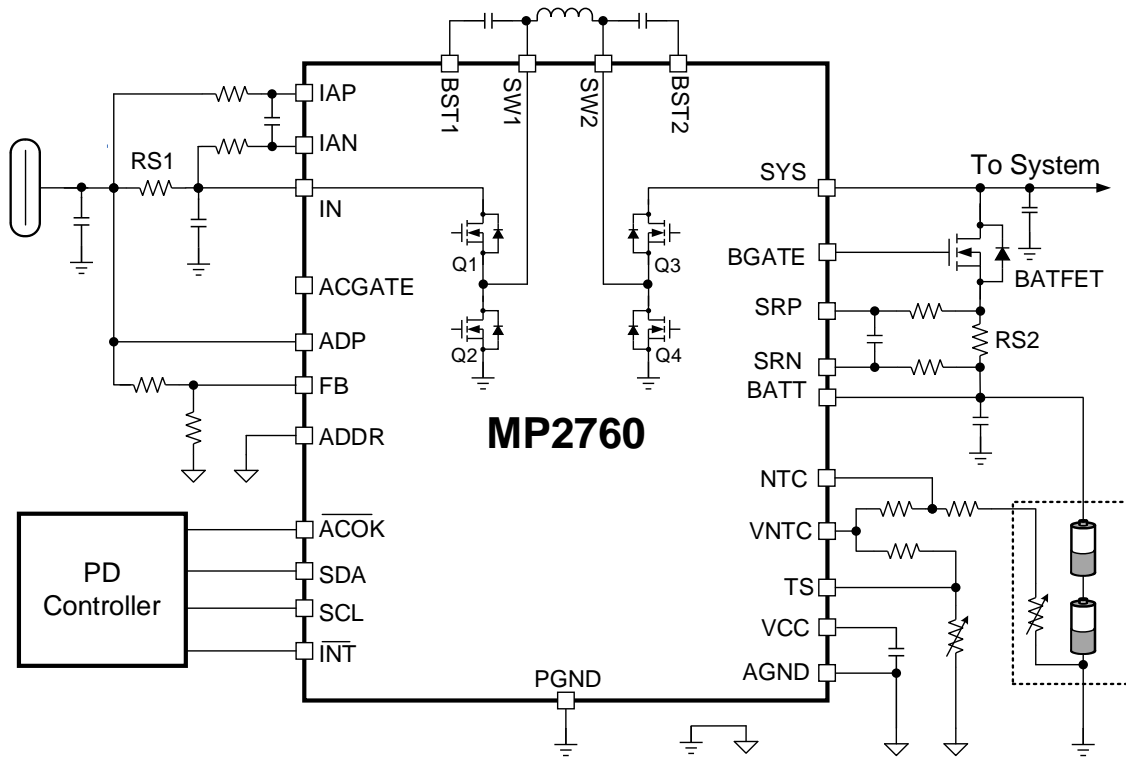 BST1
SW1
SW2
BST2
IAP
IAN
RS1
IN
ACGATE
ADP
FB
ADDR
ACOK
SDA
SCL
INT
PD
Controller
Q1
Q2
Q3
Q4
MP2760
PGND
SYS
To System
BGATE
BATFET
SRP
RS2
SRN
BATT
NTC
VNTC
TS
VCC
AGND